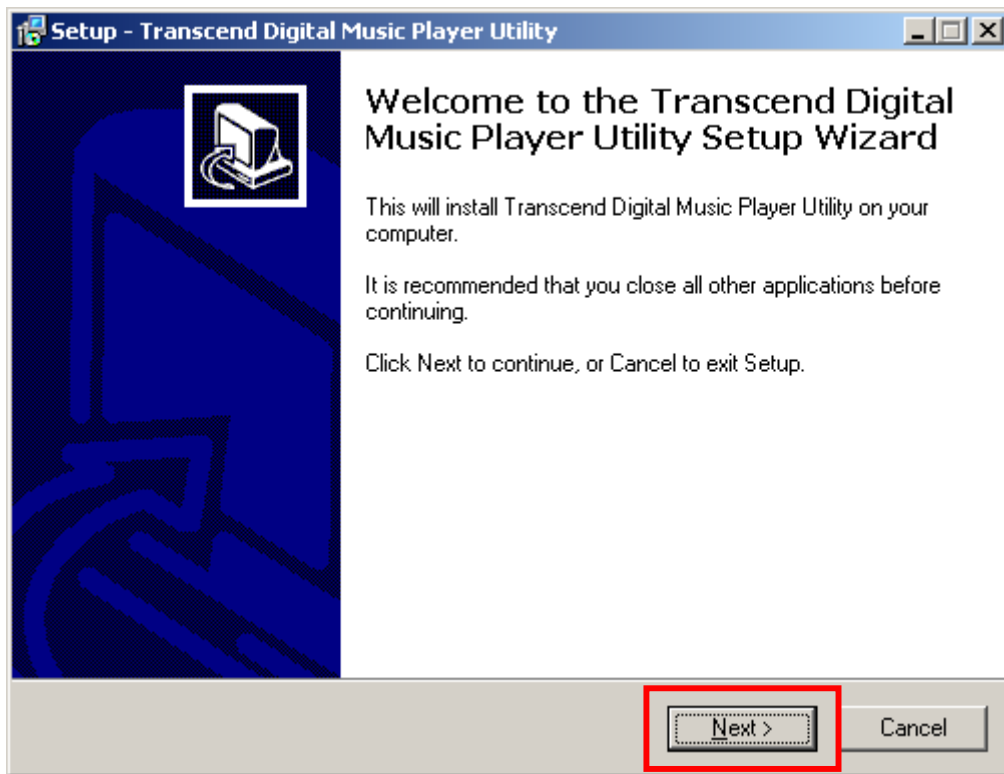 Setup - Transcend Digital Music Player Utility
Welcome to the Transcend Digital
Music Player Utility Setup Wizard
This will install Transcend Digital Music Player Utility on your
computer.
It is recommended that you close all other applications before
continuing.
Click Next to continue, or Cancel to exit Setup.
Next >
Cancel